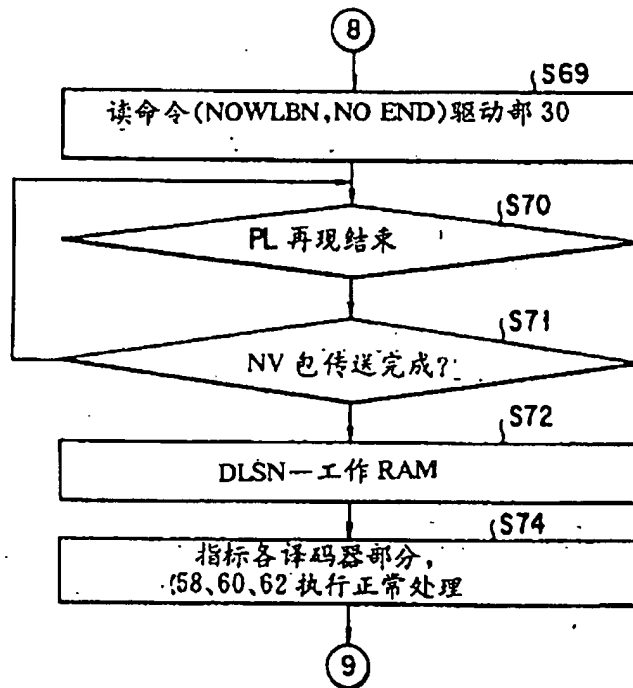 8
S69
读命令(NOWLBN,NO END)驱动部 30
S70
PL 再现结束
S71
NV 包传送完成?
S72
DLSN—工作 RAM
S74
指标各译码器部分,
58、60、62 执行正常处理
9